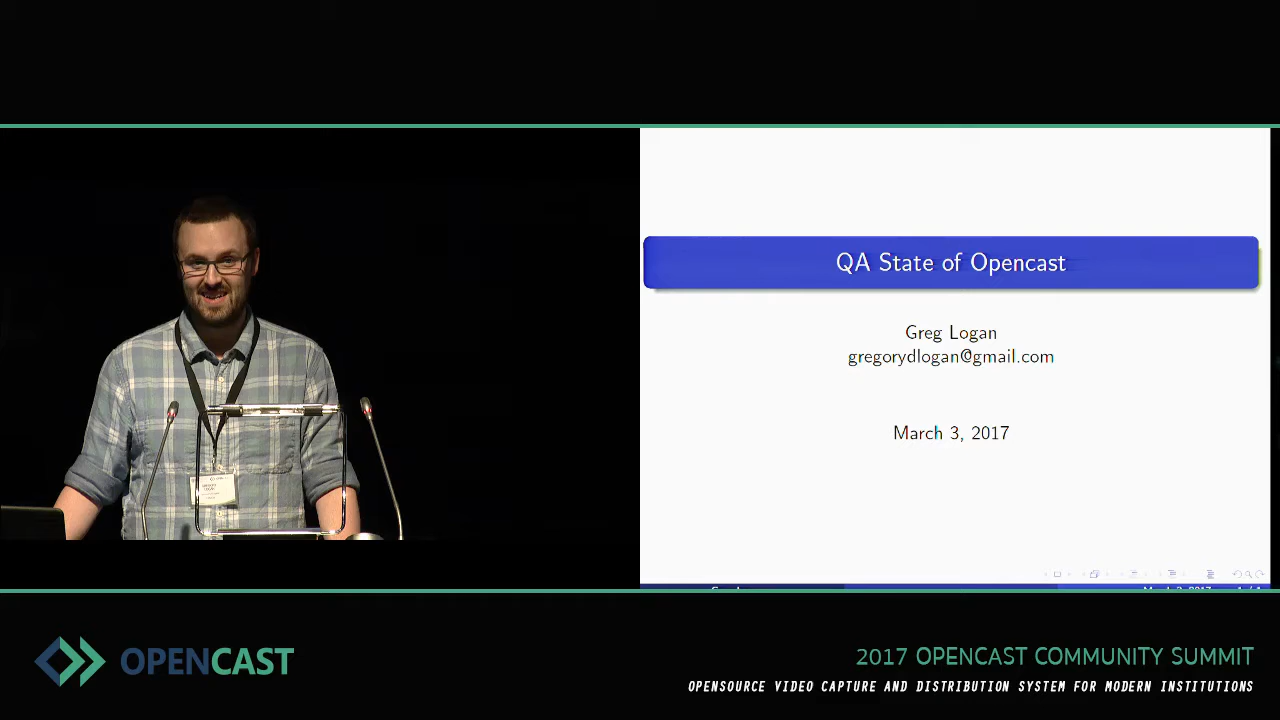 QA State of Opencast
Greg Logan
gregorydlogan@gmail.com
March 3, 2017
OPENCAST
2017 OPENCAST COMMUNITY SUMMIT
OPENSOURCE VIDEO CAPTURE AND DISTRIBUTION SYSTEM FOR MODERN INSTITUTIONS